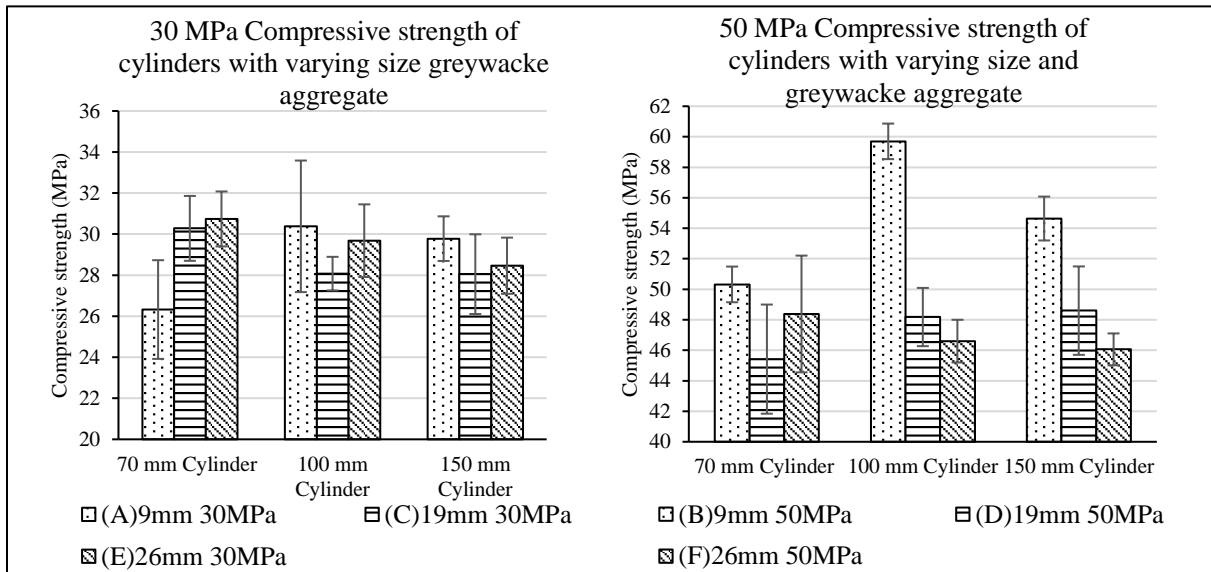 30 MPa Compressive strength of
cylinders with varying size greywacke
aggregate
Compressive strength (MPa)
36
34
32
30
28
26
24
22
20
70 mm Cylinder
100 mm
Cylinder
150 mm
Cylinder
(A)9mm 30MPa
(C)19mm 30MPa
(E)26mm 30MPa
50 MPa Compressive strength of
cylinders with varying size and
greywacke aggregate
Compressive strength (MPa)
62
60
58
56
54
52
50
48
46
44
42
40
70 mm Cylinder
100 mm Cylinder
150 mm Cylinder
(B)9mm 50MPa
(D)19mm 50MPa
(F)26mm 50MPa